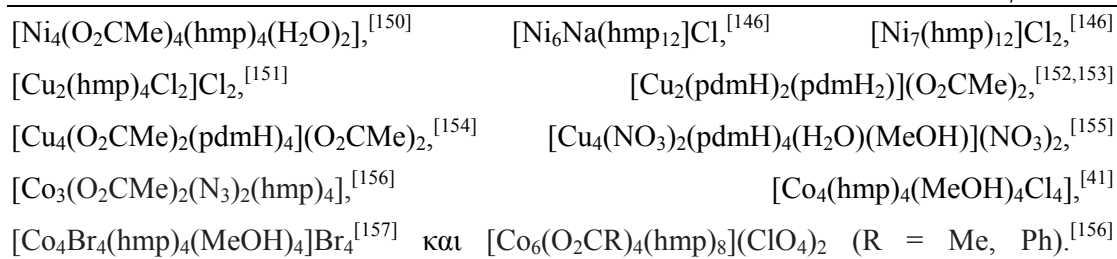 [Ni₄(O₂CMe)₄(hmp)₄(H₂O)₂],[150] [Ni₆Na(hmp₁₂]Cl,[146] [Ni₇(hmp)₁₂]Cl₂,[146]
[Cu₂(hmp)₄Cl₂]Cl₂,[151] [Cu₂(pdmH)₂(pdmH₂)](O₂CMe)₂,[152,153]
[Cu₄(O₂CMe)₂(pdmH)₄](O₂CMe)₂,[154] [Cu₄(NO₃)₂(pdmH)₄(H₂O)(MeOH)](NO₃)₂,[155]
[Co₃(O₂CMe)₂(N₃)₂(hmp)₄],[156] [Co₄(hmp)₄(MeOH)₄Cl₄],[41]
[Co₄Br₄(hmp)₄(MeOH)₄]Br₄[157] και [Co₆(O₂CR)₄(hmp)₈](ClO₄)₂ (R = Me, Ph).[156]